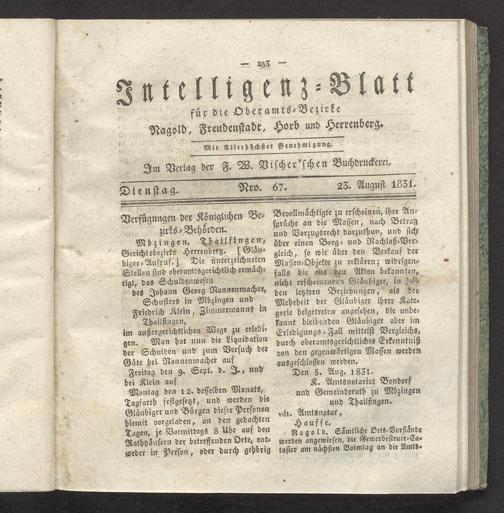 — 253 —
Intelligenz-Blatt
für die Oberamts-Bezirke
Nagold, Freudenstadt, Horb und Herrenberg.
Mit Allerhöchster Genehmigung.
Im Verlag der F. W. Vischer'schen Buchdruckerei.
Dienstag. Nro. 67. 23. August 1831.
Verfügungen der Königlichen Be-
zirks-Behörden.
Mözingen. Thailfingen,
Gerichtsbezirks Herrenberg. [Gläu-
biger-Aufruf.] Die unterzeichneten
Stellen sind oberamtsgerichtlich ermäch-
tigt, das Schuldenwesen
des Johann Georg Nannenmacher,
Schusters in Mözingen und
Friedrich Klein, Zimmermanns in
Thailfingen,
im außergerichtlichen Wege zu erledi-
gen. Man hat nun die Liquidation
der Schulden und zum Versuch der
Güte bei Nannenmacher auf
Freitag den 9. Sept. d. J., und
bei Klein auf
Montag den 12. desselben Monats,
Tagfarth festgesetzt, und werden die
Gläubiger und Bürgen dieser Personen
hiemit vorgeladen, an den gedachten
Tagen, je Vormittags 8 Uhr auf den
Rathhäusern der betreffenden Orte, ent-
weder in Person, oder durch gehörig
Bevollmächtigte zu erscheinen, ihre An-
sprüche an die Massen, nach Betrag
und Vorzugsrecht darzuthun, und sich
über einen Borg- und Nachlaß-Ver-
gleich, so wie über den Verkauf der
Massen-Objekte zu erklären; widrigen-
falls die aus den Akten bekannten,
nicht erscheinenden Gläubiger, in
den letztern Beziehungen, als der
Mehrheit der Gläubiger ihrer Kate-
gorie beigetreten angesehen, die unbe-
kannt bleibenden Gläubiger aber im
Erledigungs-Fall mittelst Vergleichs,
durch oberamtsgerichtliches Erkenntniß
von den gegenwärtigen Massen werden
ausgeschlossen werden.
Den 5. Aug. 1831.
K. Amtsnotariat Bondorf
und Gemeinderath zu Mözingen
und Thailfingen.
vdt. Amtsnotar,
Hauffe.
Nagold. Sämtliche Orts-Vorstände
werden angewiesen, die Gewerbesteuer-Ca-
taster am nächsten Botmtag an die Amts-